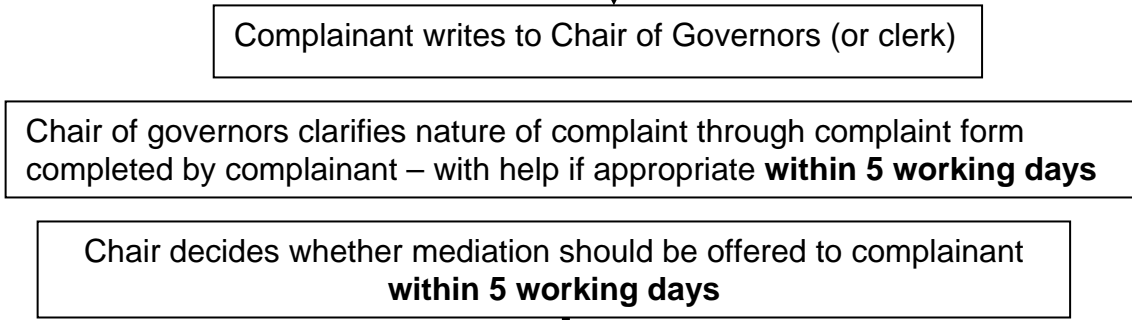 Complainant writes to Chair of Governors (or clerk)
Chair of governors clarifies nature of complaint through complaint form
completed by complainant – with help if appropriate within 5 working days
Chair decides whether mediation should be offered to complainant
within 5 working days